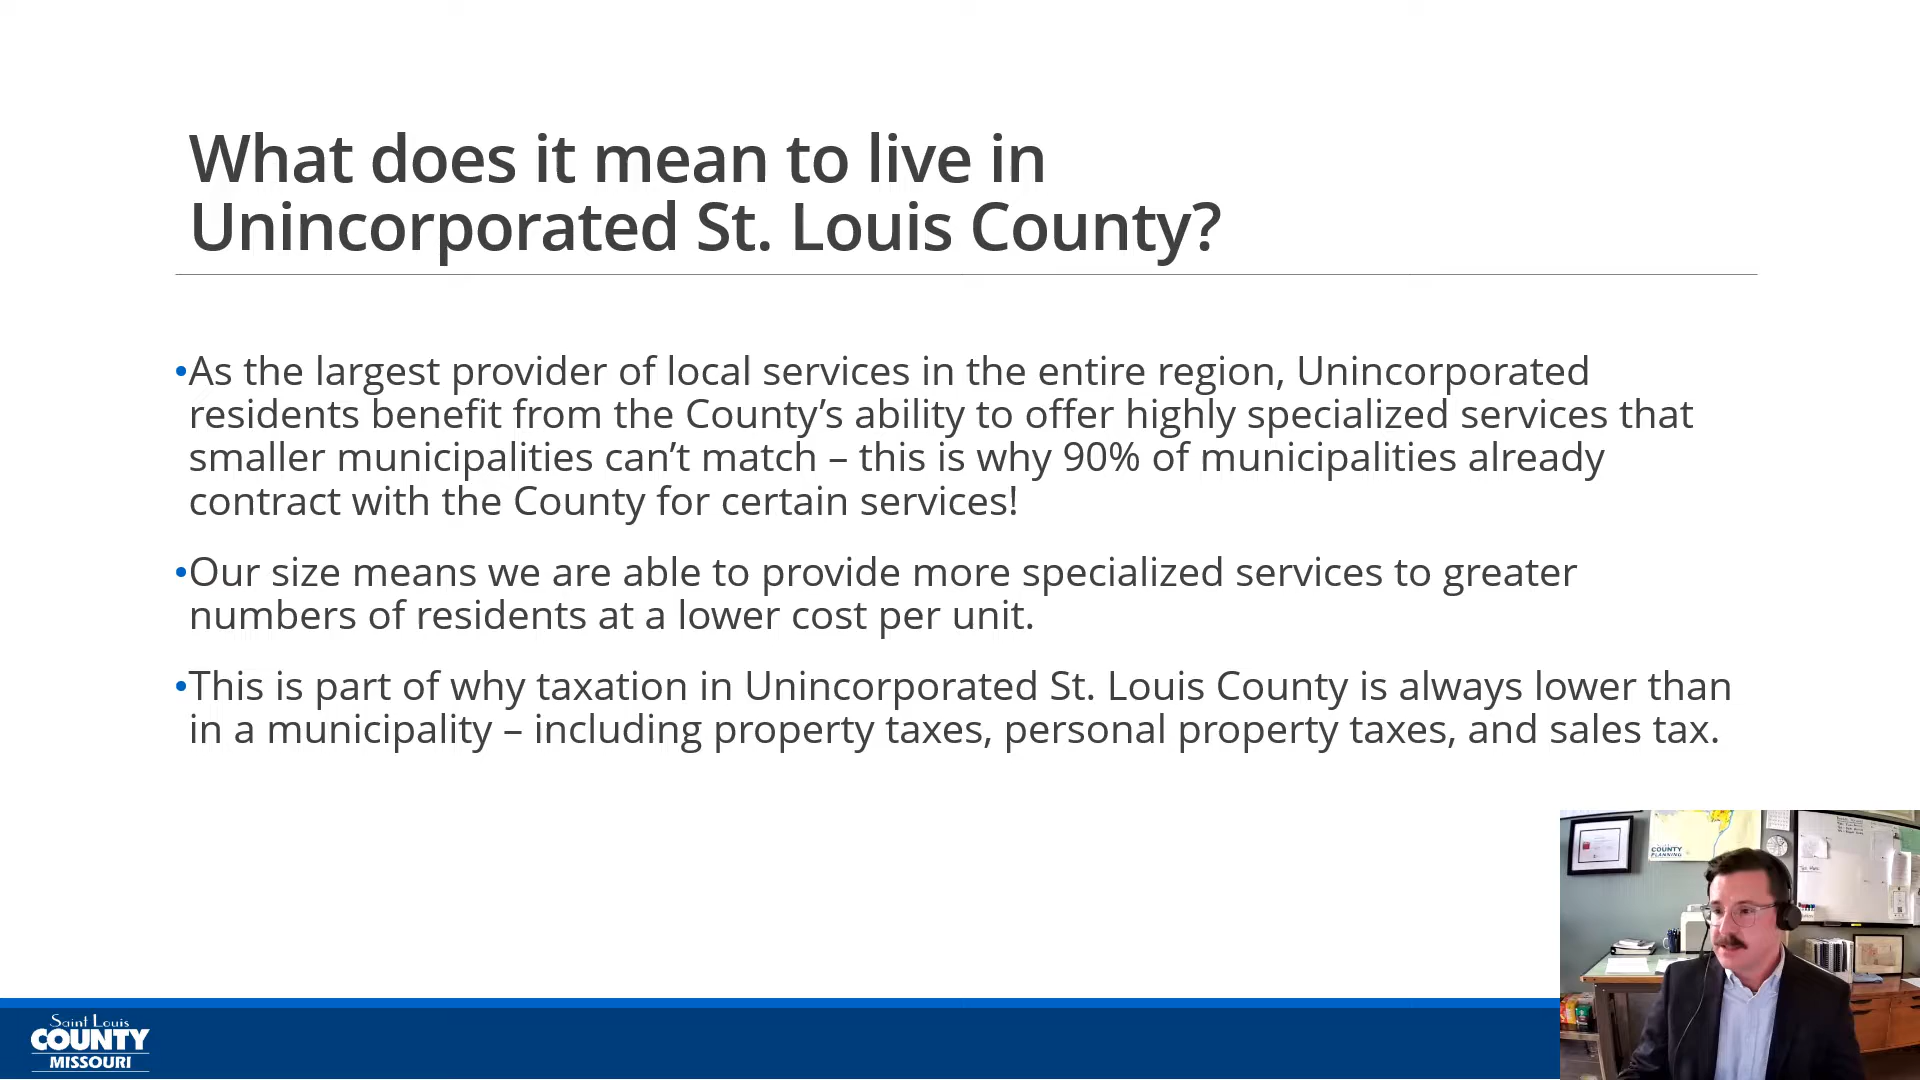 What does it mean to live in
Unincorporated St. Louis County?
•As the largest provider of local services in the entire region, Unincorporated
residents benefit from the County’s ability to offer highly specialized services that
smaller municipalities can’t match – this is why 90% of municipalities already
contract with the County for certain services!
•Our size means we are able to provide more specialized services to greater
numbers of residents at a lower cost per unit.
•This is part of why taxation in Unincorporated St. Louis County is always lower than
in a municipality – including property taxes, personal property taxes, and sales tax.
COUNTY
PLANNING
Saint Louis
COUNTY
MISSOURI